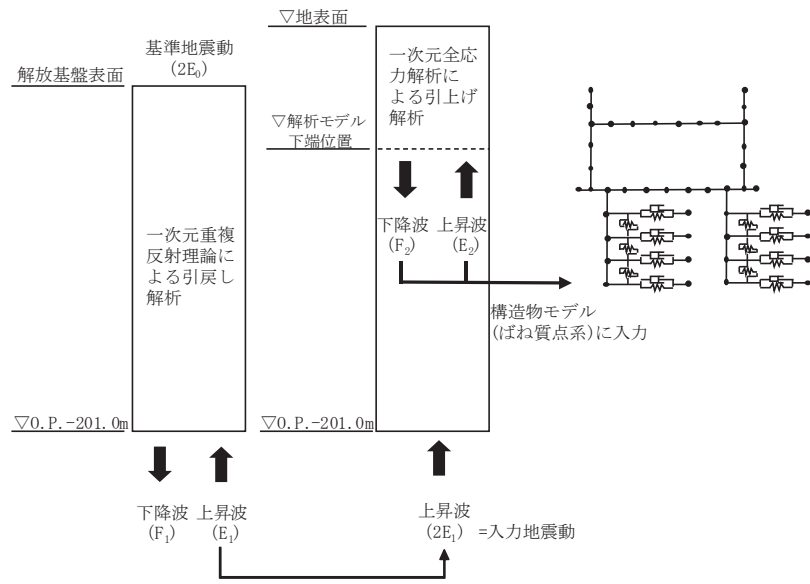 基準地震動
(2E₀)
解放基盤表面
一次元重複
反射理論に
よる引戻し
解析
▽O.P.-201.0m
下降波
(F₁)
上昇波
(E₁)
▽地表面
一次元全応
力解析に
よる引上げ
解析
▽解析モデル
下端位置
下降波
(F₂)
上昇波
(E₂)
構造物モデル
(ばね質点系)に入力
▽O.P.-201.0m
上昇波
(2E₁) =入力地震動